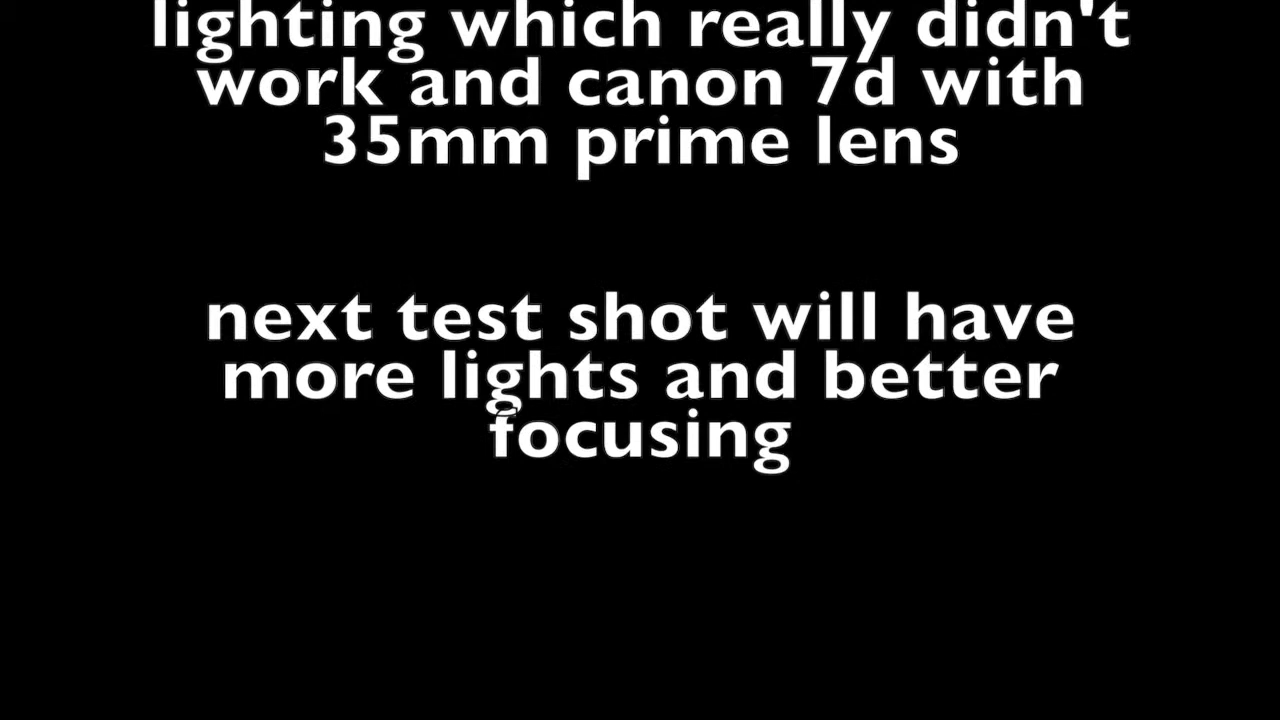 lighting which really didn't
work and canon 7d with
35mm prime lens
next test shot will have
more lights and better
focusing